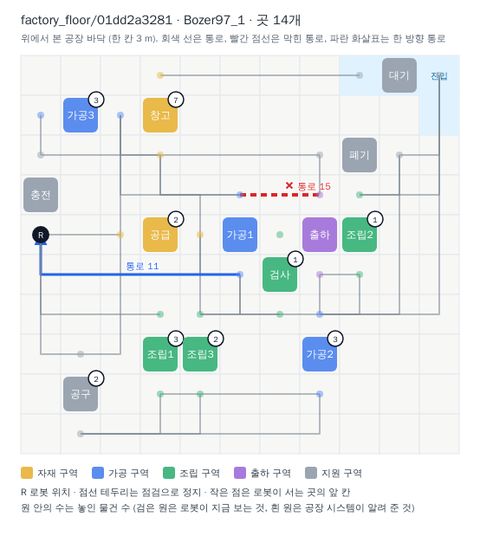 factory_floor/01dd2a3281 · Bozer97_1 · 곳 14개
위에서 본 공장 바닥 (한 칸 3 m). 회색 선은 통로, 빨간 점선은 막힌 통로, 파란 화살표는 한 방향 통로
대기
진입
3
7
가공3
창고
폐기
충전
× 통로 15
2
1
R
공급
가공1
출하
조립2
1
통로 11
검사
3
2
3
조립1
조립3
가공2
2
공구
자재 구역
가공 구역
조립 구역
출하 구역
지원 구역
R 로봇 위치 · 점선 테두리는 점검으로 정지 · 작은 점은 로봇이 서는 곳의 앞 칸
원 안의 수는 놓인 물건 수 (검은 원은 로봇이 지금 보는 것, 흰 원은 공장 시스템이 알려 준 것)